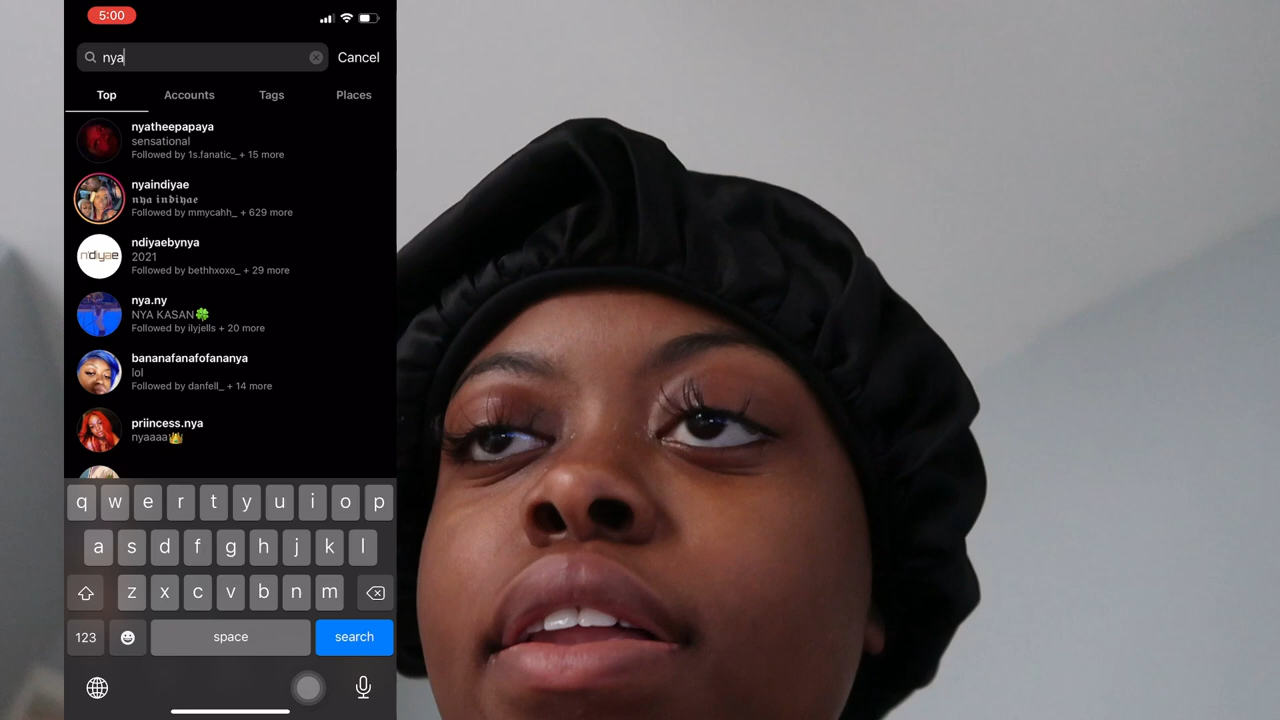 5:00
nya
Cancel
Top
Accounts
Tags
Places
nyatheepapaya
sensational
Followed by 1s.fanatic_ + 15 more
nyaindiyae
𝖓𝖞𝖆 𝖎𝖓𝖉𝖎𝖞𝖆𝖊
Followed by mmycahh_ + 629 more
n'diyae
ndiyaebynya
2021
Followed by bethhxoxo_ + 29 more
nya.ny
NYA KASAN🍀
Followed by ilyjells + 20 more
bananafanafofananya
lol
Followed by danfell_ + 14 more
priincess.nya
nyaaaa👑
q w e r t y u i o p
a s d f g h j k l
z x c v b n m
123
space
search